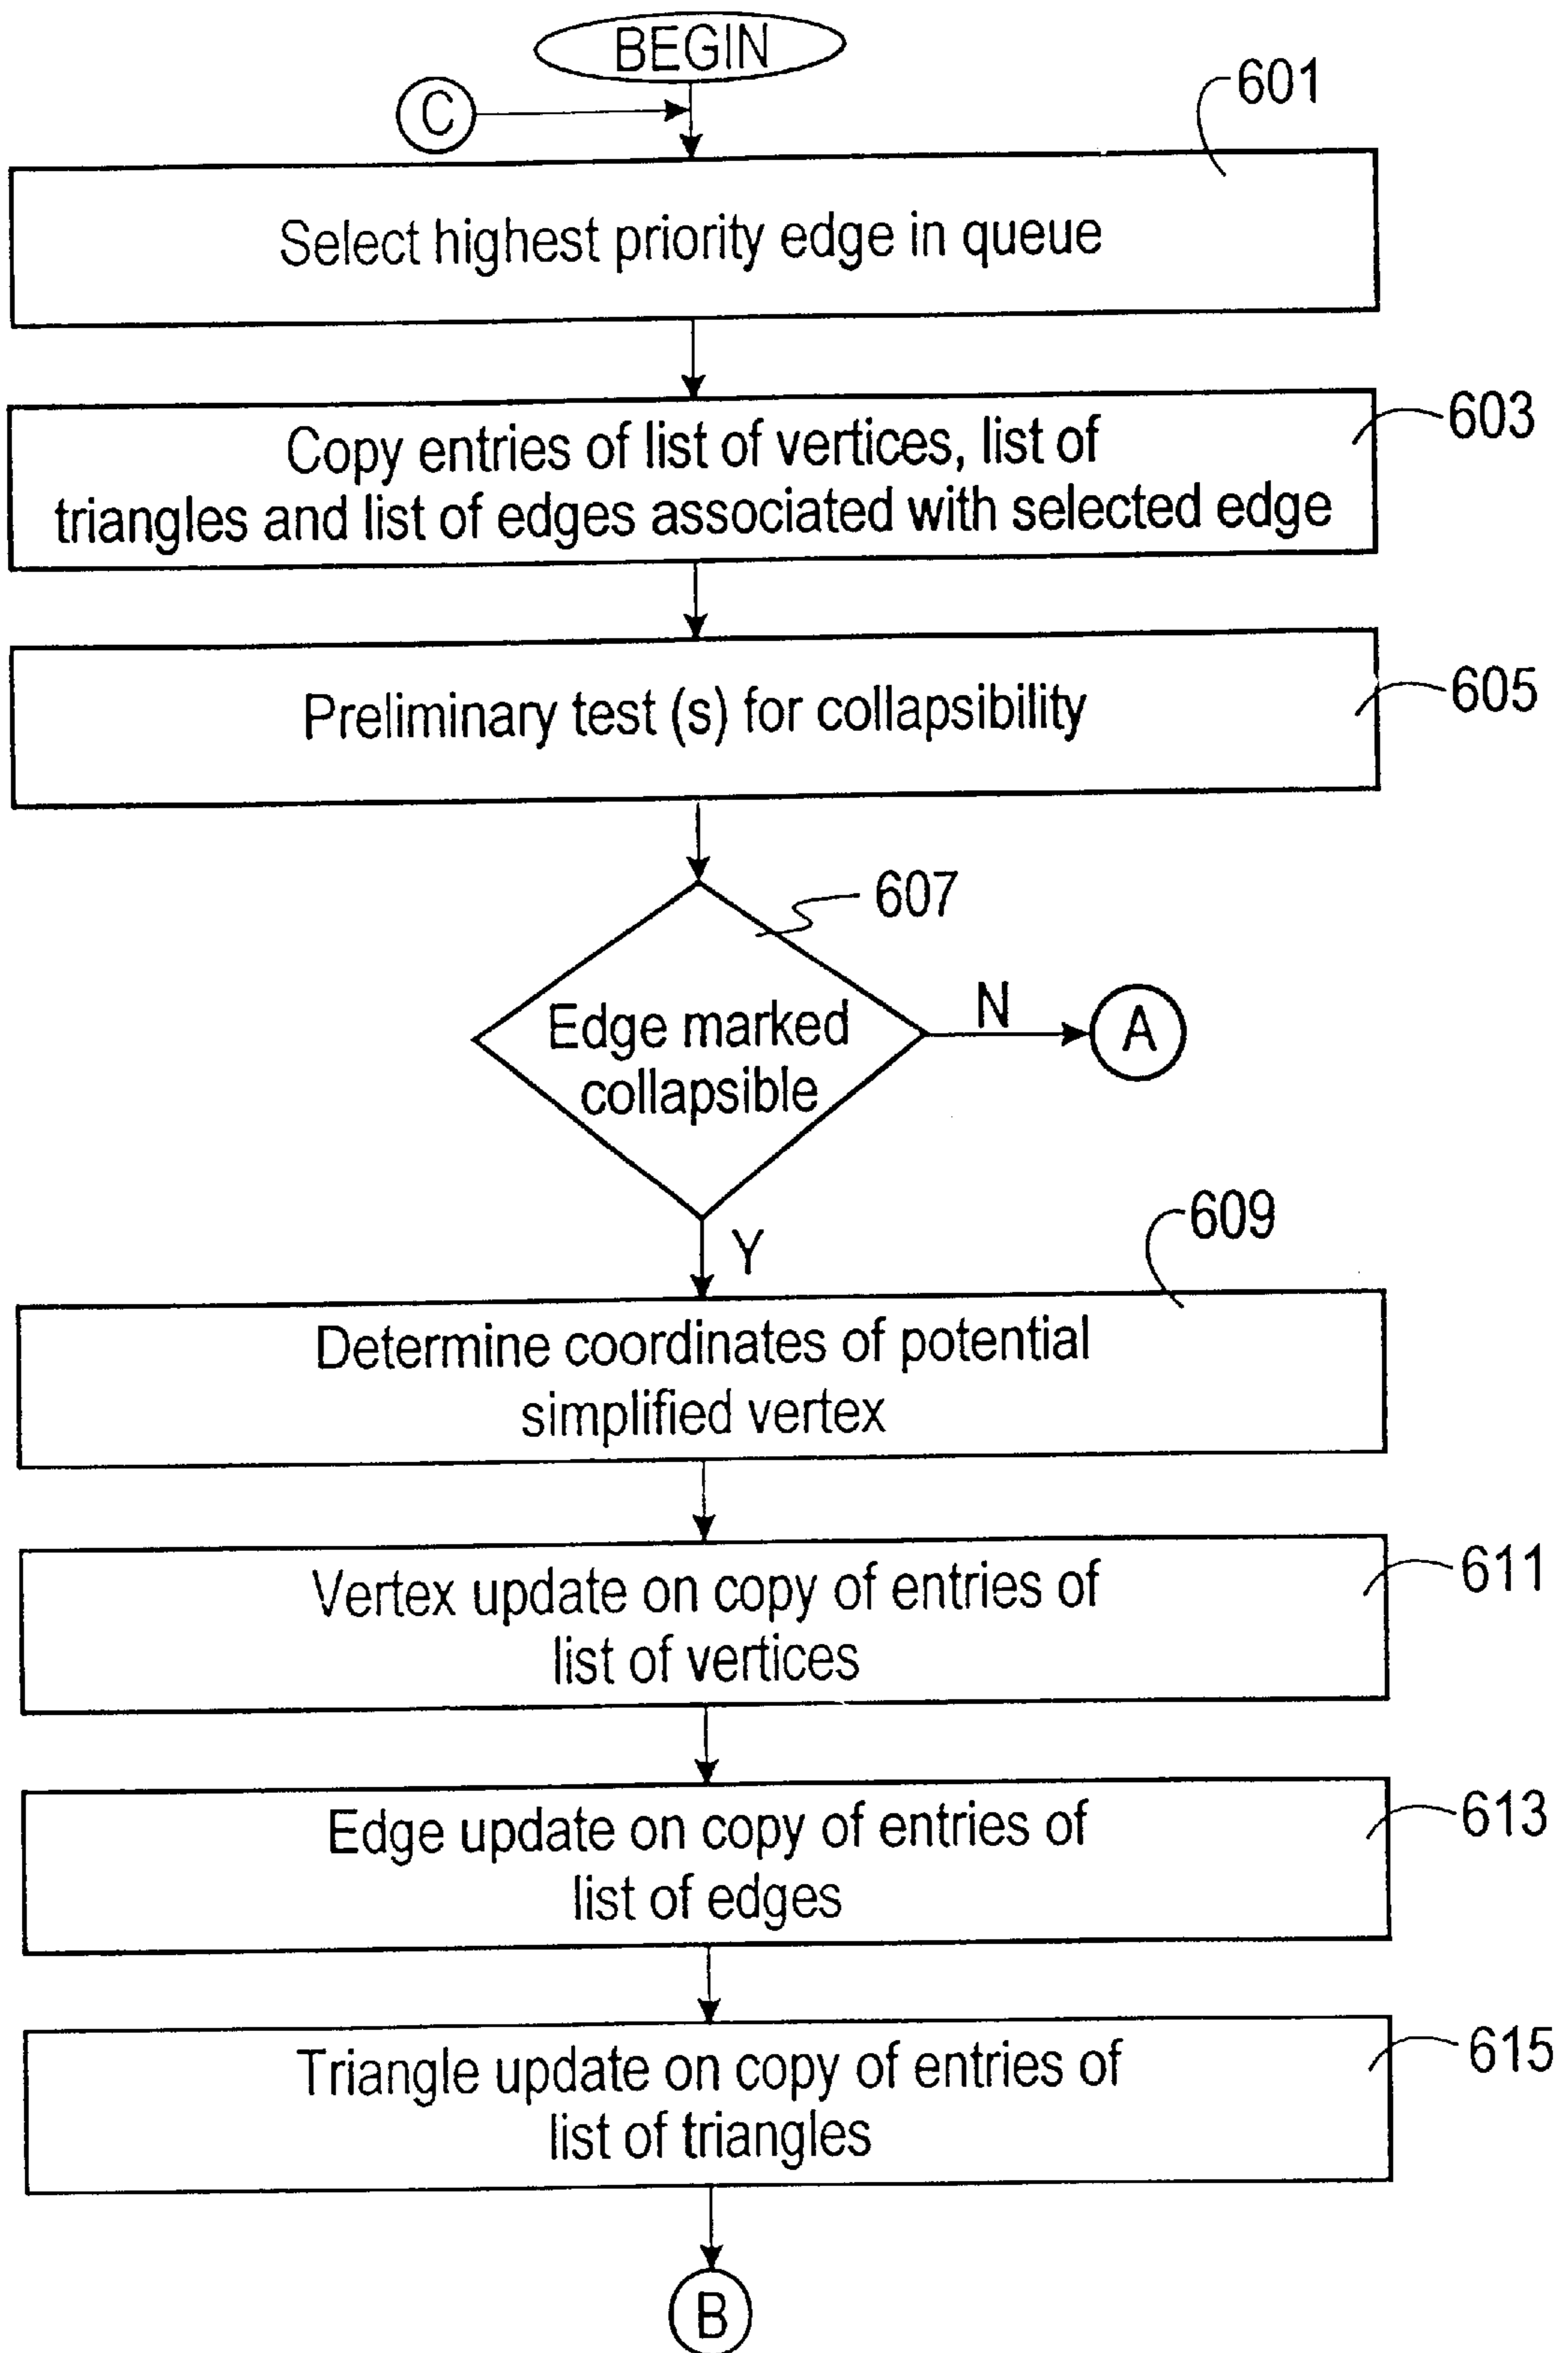 BEGIN
C
601
Select highest priority edge in queue
603
Copy entries of list of vertices, list of
triangles and list of edges associated with selected edge
605
Preliminary test (s) for collapsibility
607
Edge marked
collapsible
N
A
Y
609
Determine coordinates of potential
simplified vertex
611
Vertex update on copy of entries of
list of vertices
613
Edge update on copy of entries of
list of edges
615
Triangle update on copy of entries of
list of triangles
B